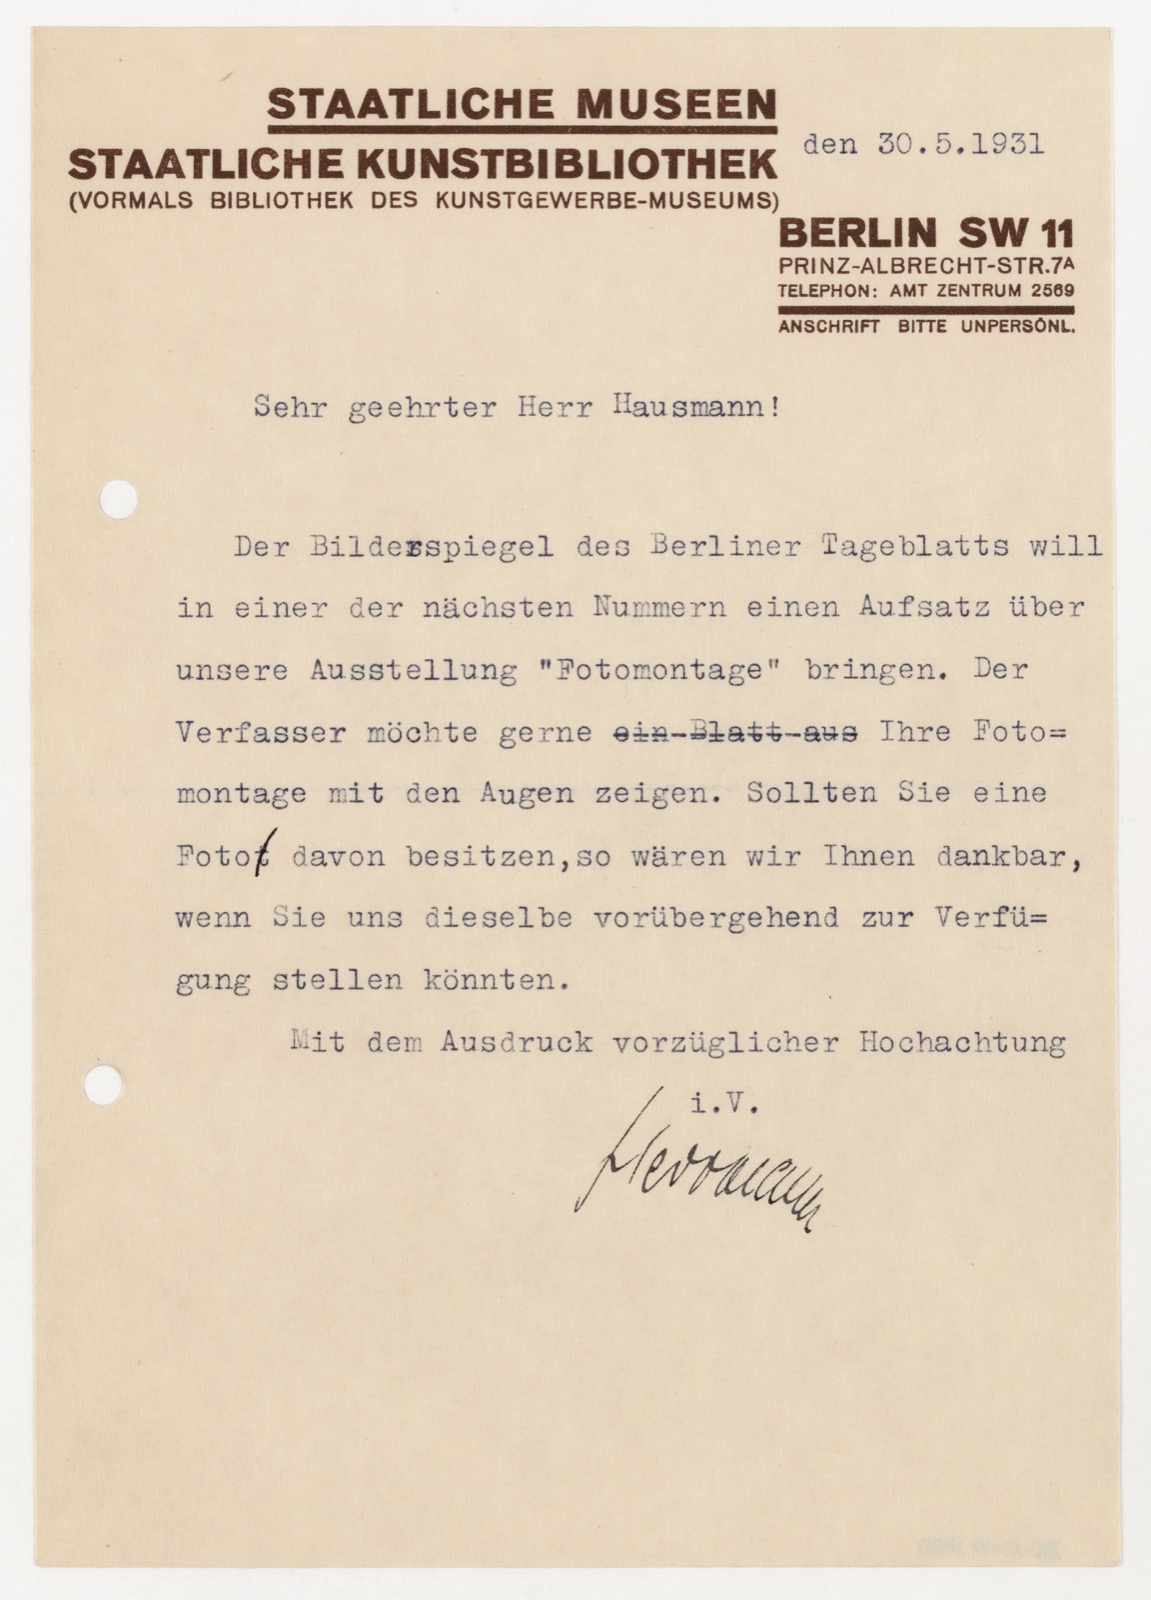 STAATLICHE MUSEEN
STAATLICHE KUNSTBIBLIOTHEK
(VORMALS BIBLIOTHEK DES KUNSTGEWERBE-MUSEUMS)
den 30.5.1931
BERLIN SW 11
PRINZ-ALBRECHT-STR.7A
TELEPHON: AMT ZENTRUM 2569
ANSCHRIFT BITTE UNPERSÖNL.
Sehr geehrter Herr Hausmann!
Der Bilderspiegel des Berliner Tageblatts will
in einer der nächsten Nummern einen Aufsatz über
unsere Ausstellung "Fotomontage" bringen. Der
Verfasser möchte gerne ein Blatt aus Ihre Foto=
montage mit den Augen zeigen. Sollten Sie eine
Foto davon besitzen,so wären wir Ihnen dankbar,
wenn Sie uns dieselbe vorübergehend zur Verfü=
gung stellen könnten.
Mit dem Ausdruck vorzüglicher Hochachtung
i.V.